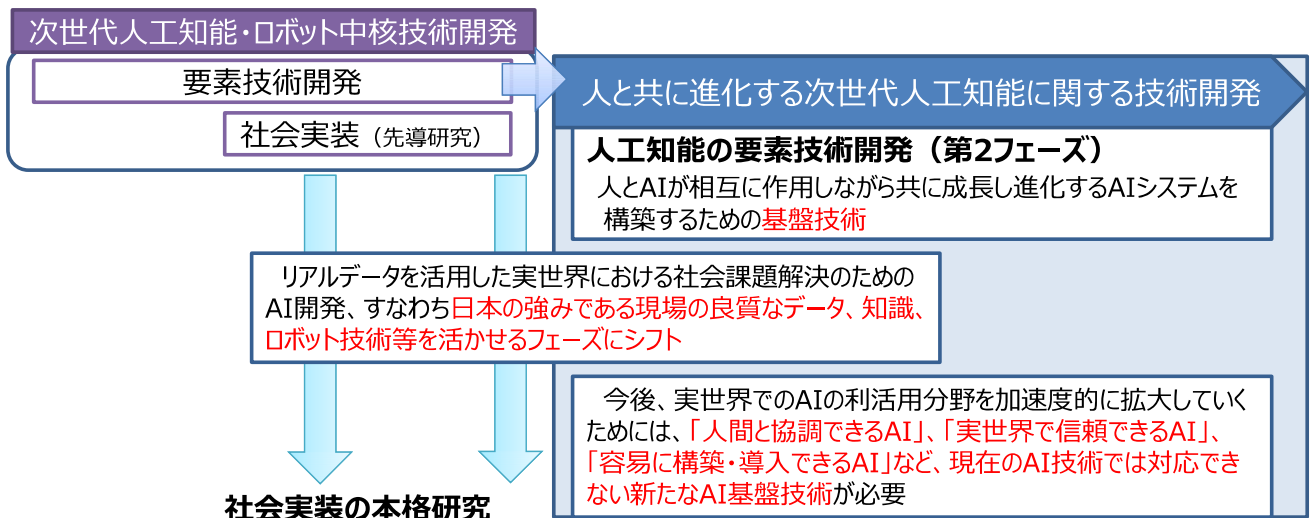 次世代人工知能・ロボット中核技術開発
要素技術開発
社会実装（先導研究）
人と共に進化する次世代人工知能に関する技術開発
人工知能の要素技術開発（第2フェーズ）
人とAIが相互に作用しながら共に成長し進化するAIシステムを
構築するための基盤技術
リアルデータを活用した実世界における社会課題解決のための
AI開発、すなわち日本の強みである現場の良質なデータ、知識、
ロボット技術等を活かせるフェーズにシフト
今後、実世界でのAIの利活用分野を加速度的に拡大していく
ためには、「人間と協調できるAI」、「実世界で信頼できるAI」、
「容易に構築・導入できるAI」など、現在のAI技術では対応でき
ない新たなAI基盤技術が必要
社会実装の本格研究